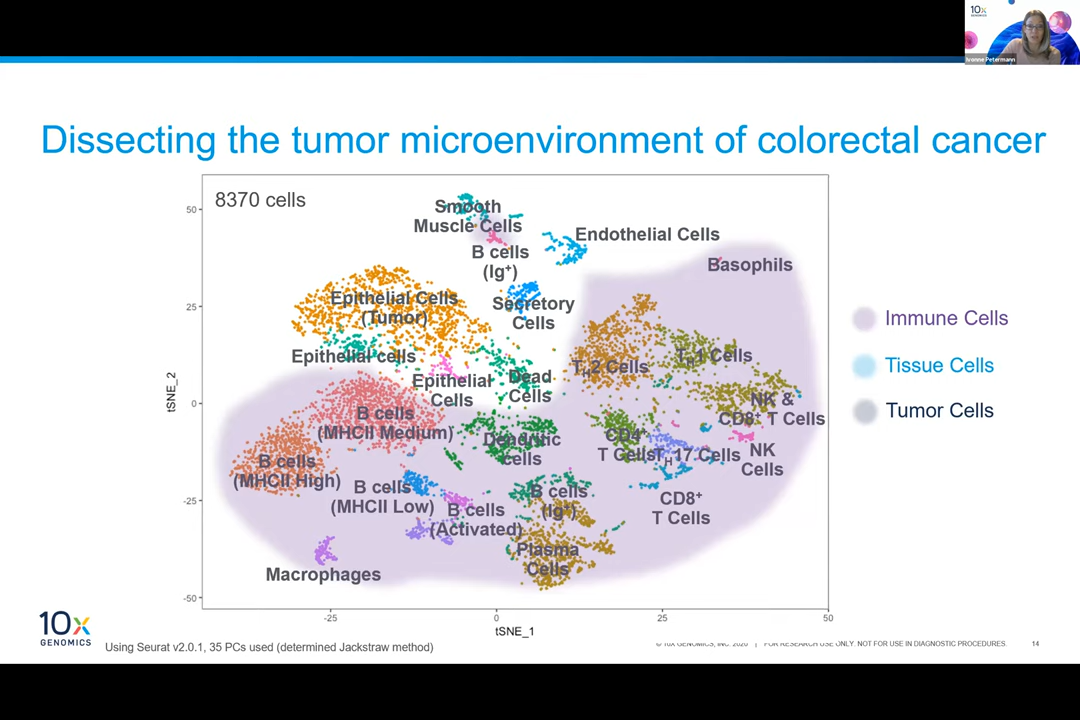 10x
GENOMICS
Ivonne Petermann
Dissecting the tumor microenvironment of colorectal cancer
8370 cells
Smooth
Muscle Cells
Endothelial Cells
B cells
(Ig⁺)
Basophils
Epithelial Cells
(Tumor)
Secretory
Cells
Epithelial cells
Epithelial
Cells
Dead
Cells
TH2 Cells
TH1 Cells
NK &
CD8⁺ T Cells
B cells
(MHCII Medium)
Dendritic
cells
CD4⁺
T Cells
TH17 Cells
NK
Cells
B cells
(MHCII High)
B cells
(MHCII Low)
B cells
(Activated)
B cells
(Ig⁺)
CD8⁺
T Cells
Plasma
Cells
Macrophages
50
25
0
-25
-50
tSNE_2
-25
0
25
50
tSNE_1
Immune Cells
Tissue Cells
Tumor Cells
10x
GENOMICS
Using Seurat v2.0.1, 35 PCs used (determined Jackstraw method)
© 10X GENOMICS, INC. 2020 | FOR RESEARCH USE ONLY. NOT FOR USE IN DIAGNOSTIC PROCEDURES.
14